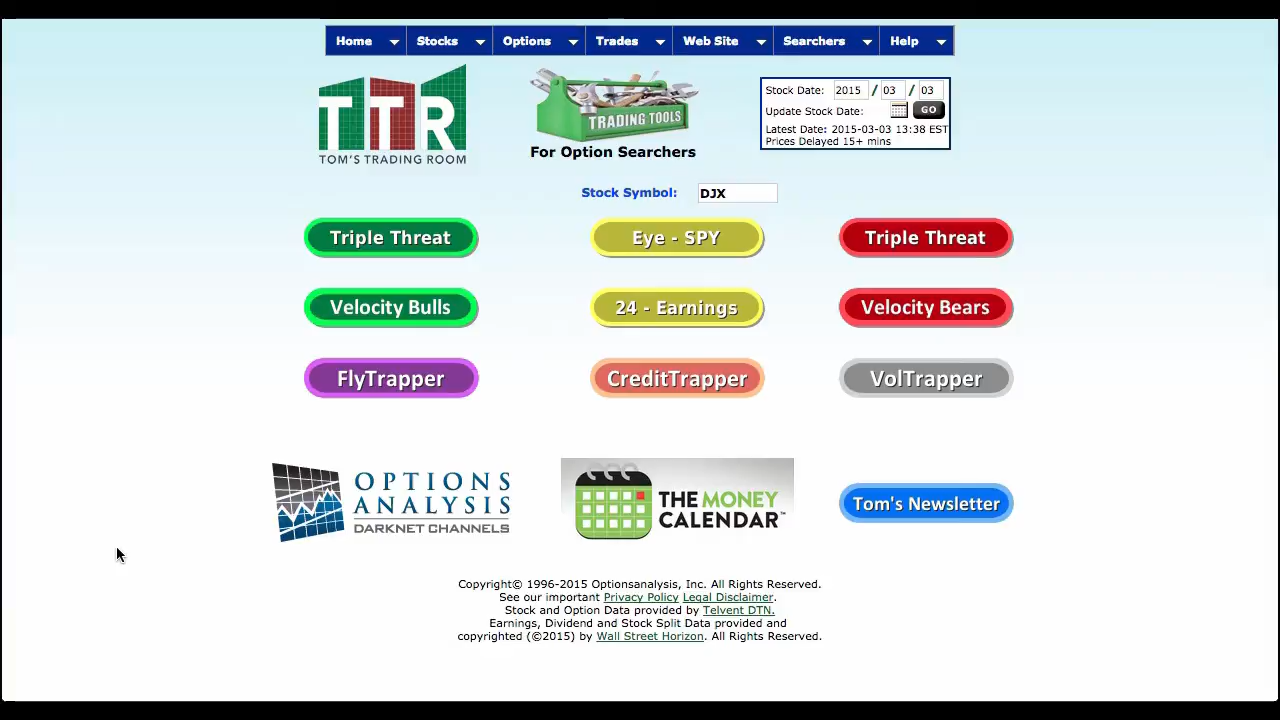 Home Stocks Options Trades Web Site Searchers Help
TTR
TOM'S TRADING ROOM
TRADING TOOLS
For Option Searchers
Stock Date: 2015 / 03 / 03
Update Stock Date: GO
Latest Date: 2015-03-03 13:38 EST
Prices Delayed 15+ mins
Stock Symbol: DJX
Triple Threat Eye - SPY Triple Threat
Velocity Bulls 24 - Earnings Velocity Bears
FlyTrapper CreditTrapper VolTrapper
OPTIONS
ANALYSIS
DARKNET CHANNELS
THE MONEY
CALENDAR™
Tom's Newsletter
Copyright© 1996-2015 Optionsanalysis, Inc. All Rights Reserved.
See our important Privacy Policy Legal Disclaimer.
Stock and Option Data provided by Telvent DTN.
Earnings, Dividend and Stock Split Data provided and
copyrighted (©2015) by Wall Street Horizon. All Rights Reserved.